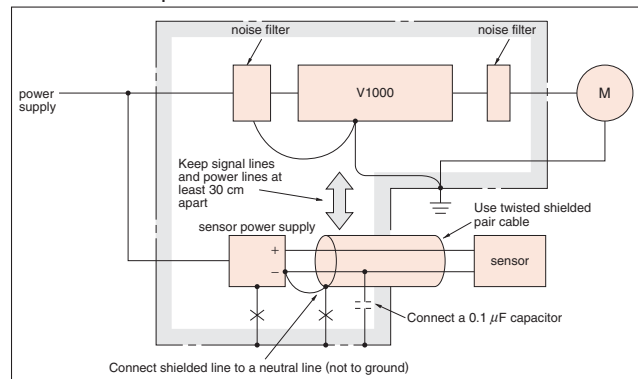 noise filter
noise filter
power
supply
V1000
M
Keep signal lines
and power lines at
least 30 cm
apart
Use twisted shielded
pair cable
sensor power supply
+
−
sensor
Connect a 0.1 µF capacitor
Connect shielded line to a neutral line (not to ground)